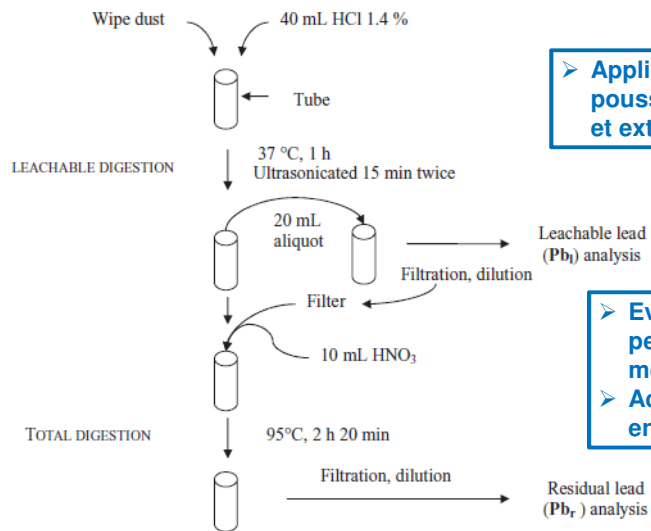 Wipe dust
40 mL HCl 1.4 %
Tube
37 °C, 1 h
LEACHABLE DIGESTION
Ultrasonicated 15 min twice
20 mL
aliquot
Leachable lead
(Pbl) analysis
Filtration, dilution
Filter
10 mL HNO3
TOTAL DIGESTION
95°C, 2 h 20 min
Filtration, dilution
Residual lead
(Pbr ) analysis
➢ Appli
pouss
et ext
➢ Ev
pe
➢ Ac
en